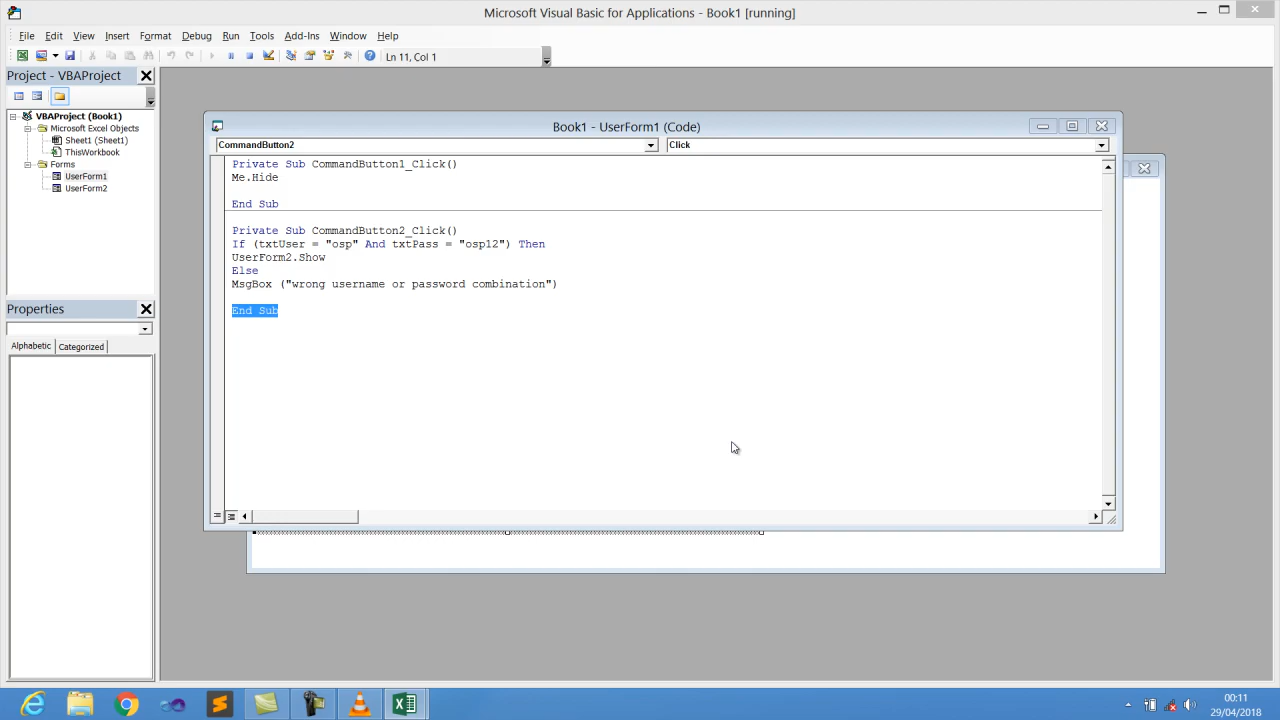 Microsoft Visual Basic for Applications - Book1 [running]
File Edit View Insert Format Debug Run Tools Add-Ins Window Help
Ln 11, Col 1
Project - VBAProject
VBAProject (Book1)
Microsoft Excel Objects
Sheet1 (Sheet1)
ThisWorkbook
Forms
UserForm1
UserForm2
Properties
Alphabetic Categorized
Book1 - UserForm1 (Code)
CommandButton2 Click
Private Sub CommandButton1_Click()
Me.Hide
End Sub
Private Sub CommandButton2_Click()
If (txtUser = "osp" And txtPass = "osp12") Then
UserForm2.Show
Else
MsgBox ("wrong username or password combination")
End Sub
00:11
29/04/2018